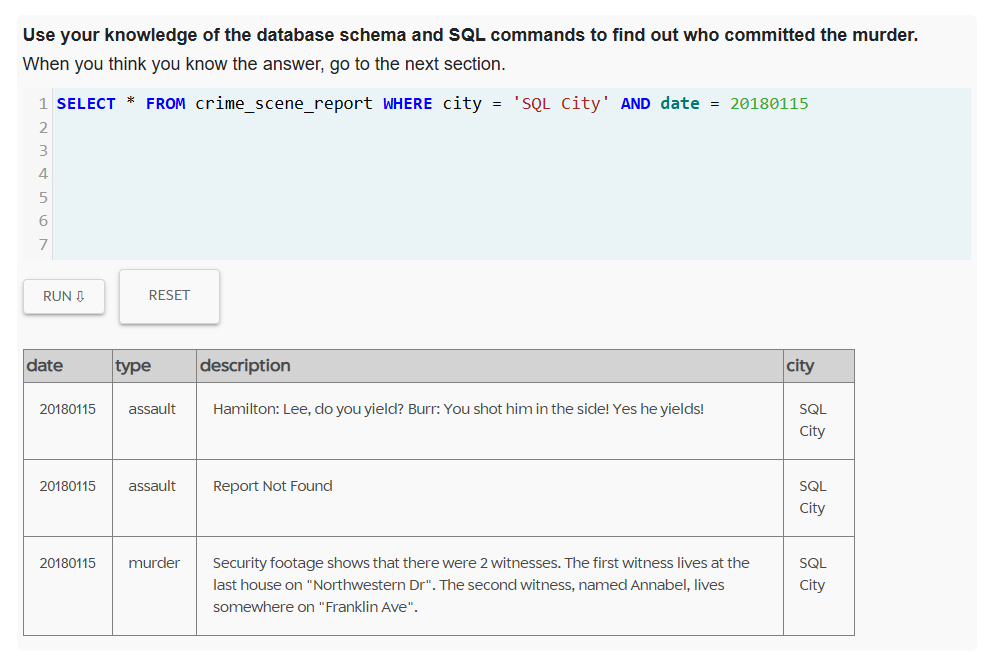 Use your knowledge of the database schema and SQL commands to find out who committed the murder.
When you think you know the answer, go to the next section.
1 SELECT * FROM crime_scene_report WHERE city = 'SQL City' AND date = 20180115
2
3
4
5
6
7
RUN ⇩ RESET
date type description city
20180115 assault Hamilton: Lee, do you yield? Burr: You shot him in the side! Yes he yields! SQL
City
20180115 assault Report Not Found SQL
City
20180115 murder Security footage shows that there were 2 witnesses. The first witness lives at the SQL
last house on "Northwestern Dr". The second witness, named Annabel, lives City
somewhere on "Franklin Ave".